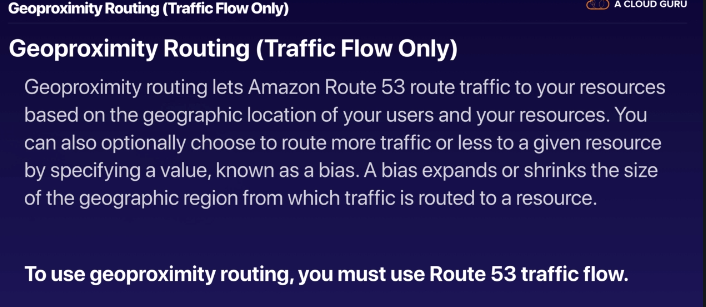 Geoproximity Routing (Traffic Flow Only)
A CLOUD GURU
Geoproximity Routing (Traffic Flow Only)
Geoproximity routing lets Amazon Route 53 route traffic to your resources
based on the geographic location of your users and your resources. You
can also optionally choose to route more traffic or less to a given resource
by specifying a value, known as a bias. A bias expands or shrinks the size
of the geographic region from which traffic is routed to a resource.
To use geoproximity routing, you must use Route 53 traffic flow.